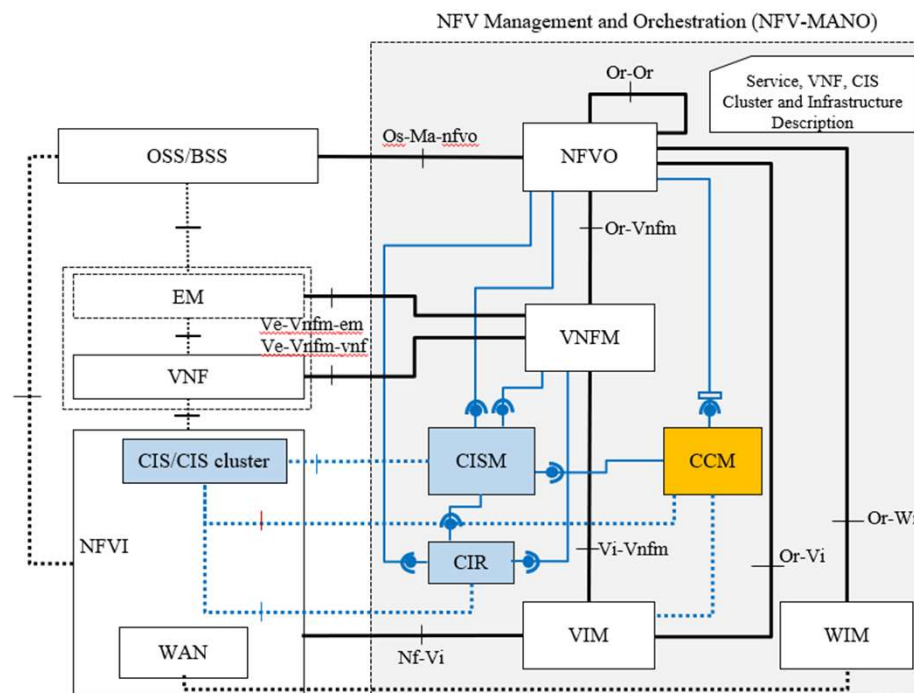 NFV Management and Orchestration (NFV-MANO)
Or-Or
Service, VNF, CIS
Cluster and Infrastructure
Description
Os-Ma-nfvo
OSS/BSS
NFVO
Or-Vnfm
EM
Ve-Vnfm-em
Ve-Vnfm-vnf
VNFM
VNF
CIS/CIS cluster
CISM
CCM
NFVI
CIR
Vi-Vnfm
Or-Vi
Or-W
WAN
Nf-Vi
VIM
WIM